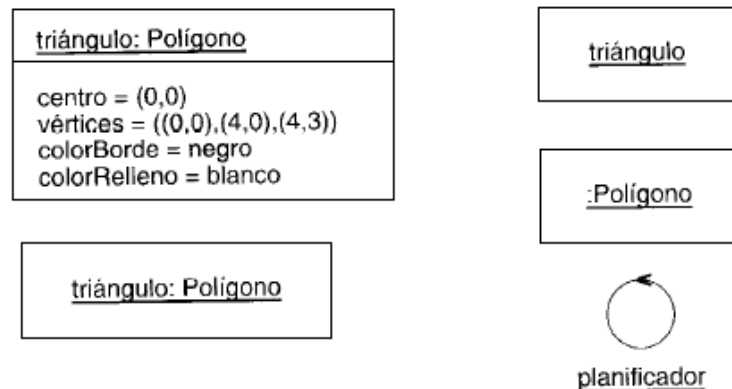 triángulo: Polígono
centro = (0,0)
vértices = ((0,0),(4,0),(4,3))
colorBorde = negro
colorRelleno = blanco
triángulo: Polígono
triángulo
:Polígono
planificador